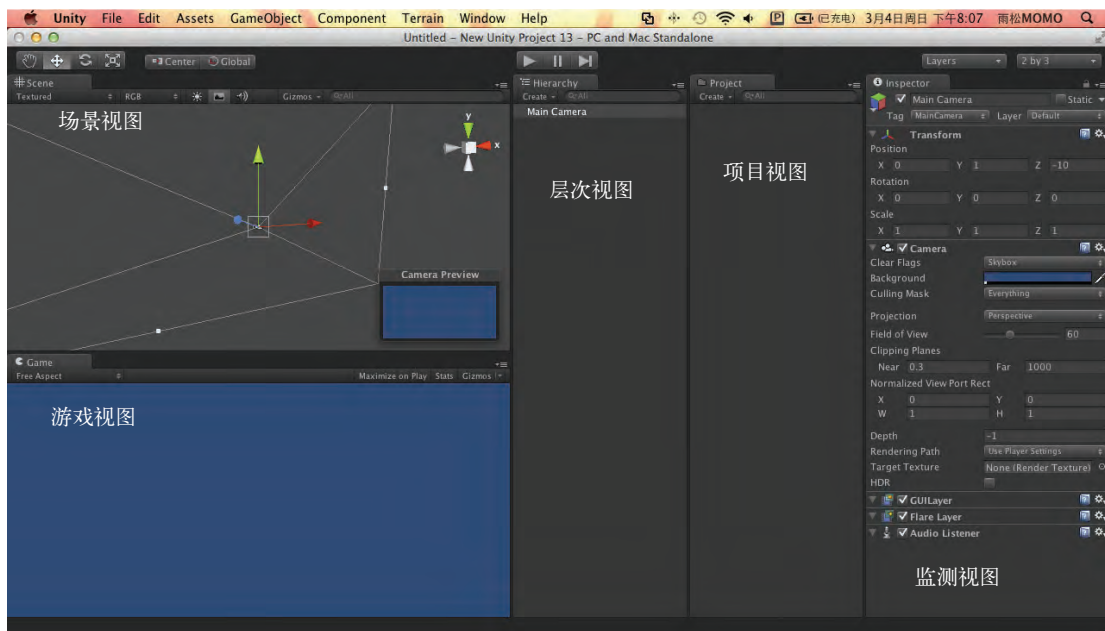 Unity File Edit Assets GameObject Component Terrain Window Help (已充电) 3月4日周日 下午8:07 雨松MOMO
Untitled – New Unity Project 13 – PC and Mac Standalone
Center Global Layers 2 by 3
Scene
Textured RGB Gizmos All
场景视图
y
x
Camera Preview
Game
Free Aspect Maximize on Play Stats Gizmos
游戏视图
Hierarchy
Create All
Main Camera
层次视图
Project
Create All
项目视图
Inspector
Main Camera Static
Tag MainCamera Layer Default
Transform
Position
X 0 Y 1 Z -10
Rotation
X 0 Y 0 Z 0
Scale
X 1 Y 1 Z 1
Camera
Clear Flags Skybox
Background
Culling Mask Everything
Projection Perspective
Field of View 60
Clipping Planes
Near 0.3 Far 1000
Normalized View Port Rect
X 0 Y 0
W 1 H 1
Depth -1
Rendering Path Use Player Settings
Target Texture None (Render Texture)
HDR
GUILayer
Flare Layer
Audio Listener
监测视图